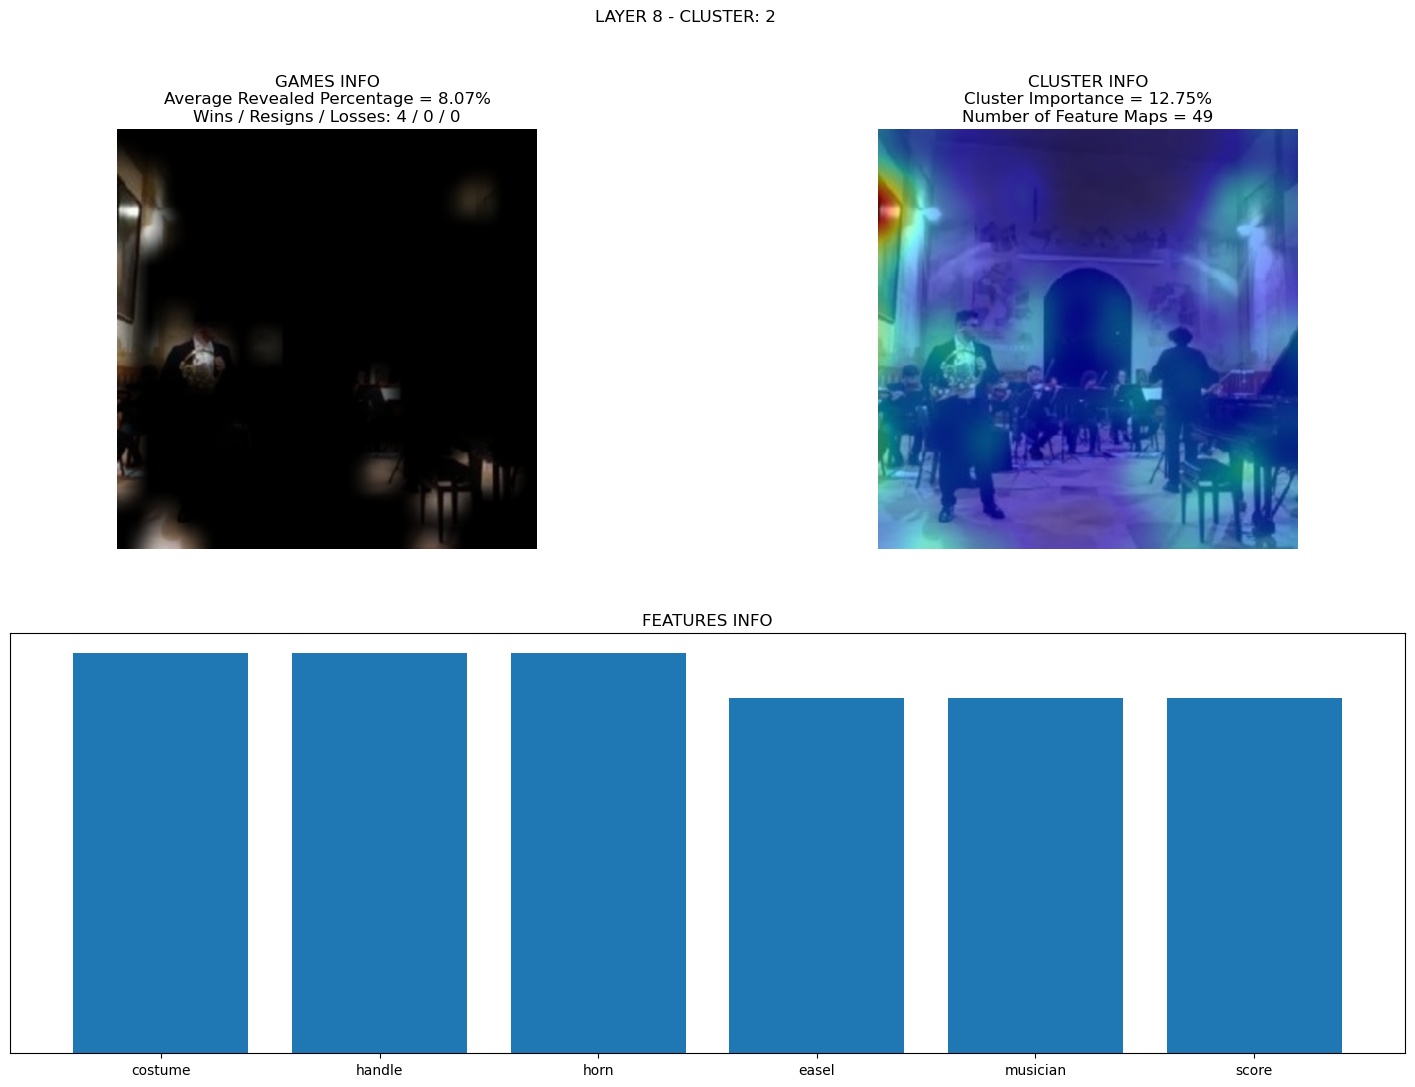 LAYER 8 - CLUSTER: 2
GAMES INFO
Average Revealed Percentage = 8.07%
Wins / Resigns / Losses: 4 / 0 / 0
CLUSTER INFO
Cluster Importance = 12.75%
Number of Feature Maps = 49
FEATURES INFO
costume handle horn easel musician score